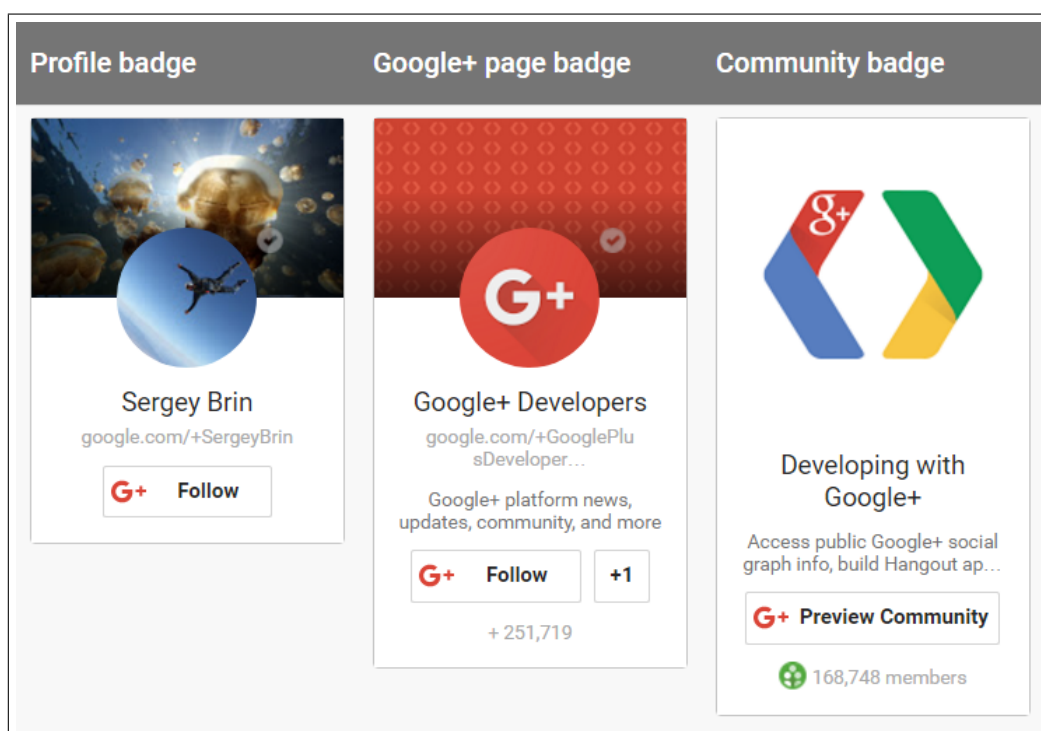 Profile badge
Google+ page badge
Community badge
Sergey Brin
google.com/+SergeyBrin
G+ Follow
G+
Google+ Developers
google.com/+GooglePlu
sDeveloper…
Google+ platform news,
updates, community, and more
G+ Follow
+1
+ 251,719
g+
Developing with
Google+
Access public Google+ social
graph info, build Hangout ap…
G+ Preview Community
168,748 members